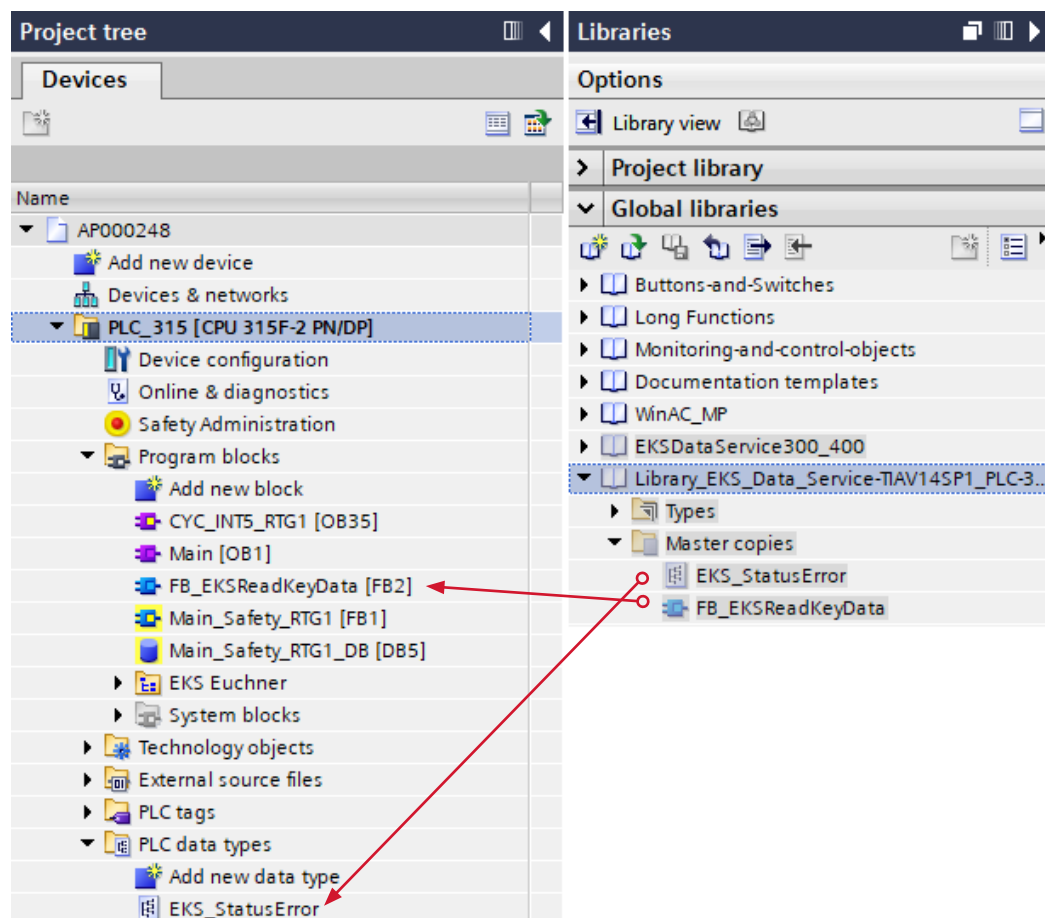 Project tree
Devices
Name
AP000248
Add new device
Devices & networks
PLC_315 [CPU 315F-2 PN/DP]
Device configuration
Online & diagnostics
Safety Administration
Program blocks
Add new block
CYC_INT5_RTG1 [OB35]
Main [OB1]
FB_EKSReadKeyData [FB2]
Main_Safety_RTG1 [FB1]
Main_Safety_RTG1_DB [DB5]
EKS Euchner
System blocks
Technology objects
External source files
PLC tags
PLC data types
Add new data type
EKS_StatusError
Libraries
Options
Library view
Project library
Global libraries
Buttons-and-Switches
Long Functions
Monitoring-and-control-objects
Documentation templates
WinAC_MP
EKSDataService300_400
Library_EKS_Data_Service-TIAV14SP1_PLC-3...
Types
Master copies
EKS_StatusError
FB_EKSReadKeyData